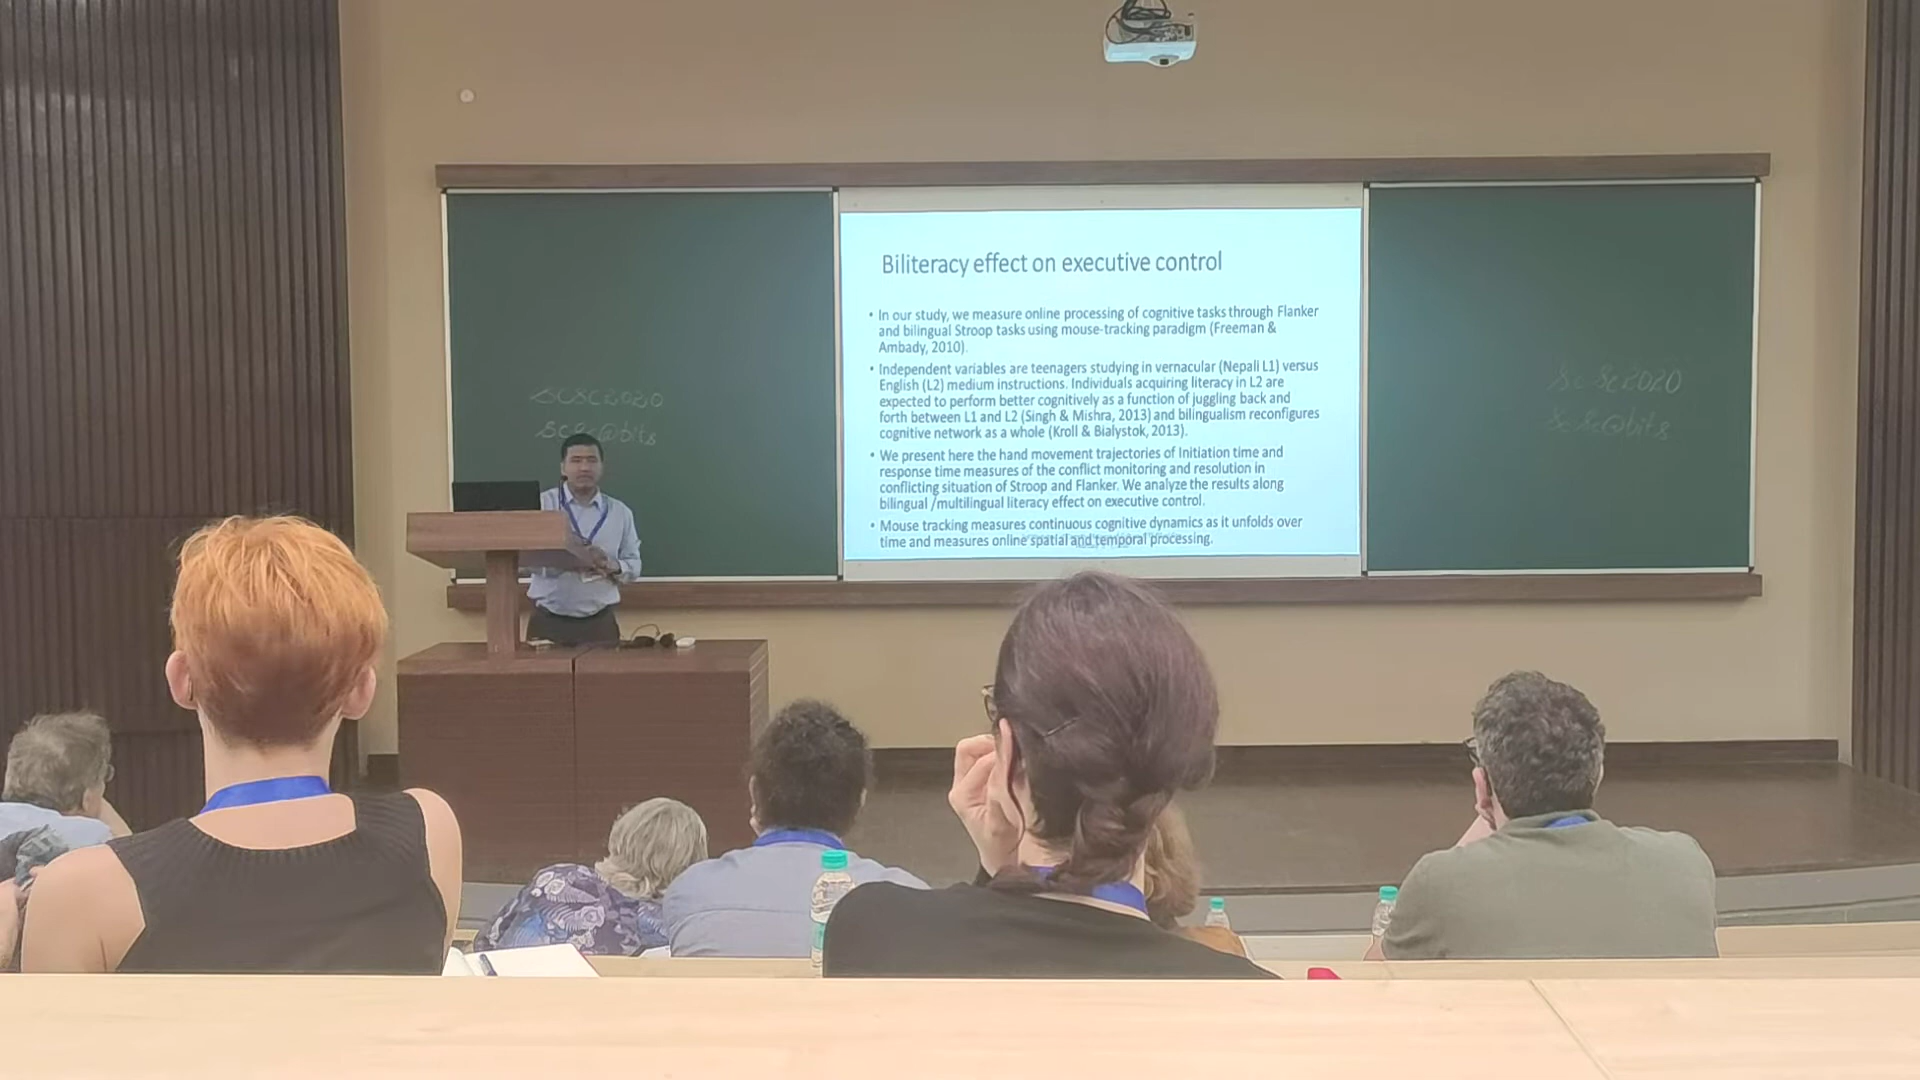 Biliteracy effect on executive control
• In our study, we measure online processing of cognitive tasks through Flanker
and bilingual Stroop tasks using mouse-tracking paradigm (Freeman &
Ambady, 2010).
• Independent variables are teenagers studying in vernacular (Nepali L1) versus
English (L2) medium instructions. Individuals acquiring literacy in L2 are
expected to perform better cognitively as a function of juggling back and
forth between L1 and L2 (Singh & Mishra, 2013) and bilingualism reconfigures
cognitive network as a whole (Kroll & Bialystok, 2013).
• We present here the hand movement trajectories of Initiation time and
response time measures of the conflict monitoring and resolution in
conflicting situation of Stroop and Flanker. We analyze the results along
bilingual /multilingual literacy effect on executive control.
• Mouse tracking measures continuous cognitive dynamics as it unfolds over
time and measures online spatial and temporal processing.
SCSC2020
SCSc@bits
ScSc2020
ScSc@bits